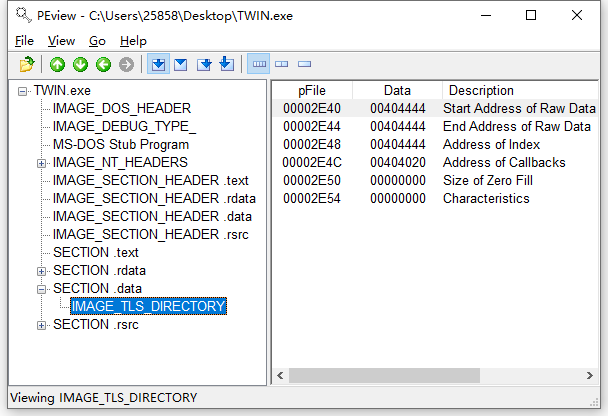 PEview - C:\Users\25858\Desktop\TWIN.exe
File View Go Help
TWIN.exe
IMAGE_DOS_HEADER
IMAGE_DEBUG_TYPE_
MS-DOS Stub Program
IMAGE_NT_HEADERS
IMAGE_SECTION_HEADER .text
IMAGE_SECTION_HEADER .rdata
IMAGE_SECTION_HEADER .data
IMAGE_SECTION_HEADER .rsrc
SECTION .text
SECTION .rdata
SECTION .data
IMAGE_TLS_DIRECTORY
SECTION .rsrc
pFile Data Description
00002E40 00404444 Start Address of Raw Data
00002E44 00404444 End Address of Raw Data
00002E48 00404444 Address of Index
00002E4C 00404020 Address of Callbacks
00002E50 00000000 Size of Zero Fill
00002E54 00000000 Characteristics
Viewing IMAGE_TLS_DIRECTORY